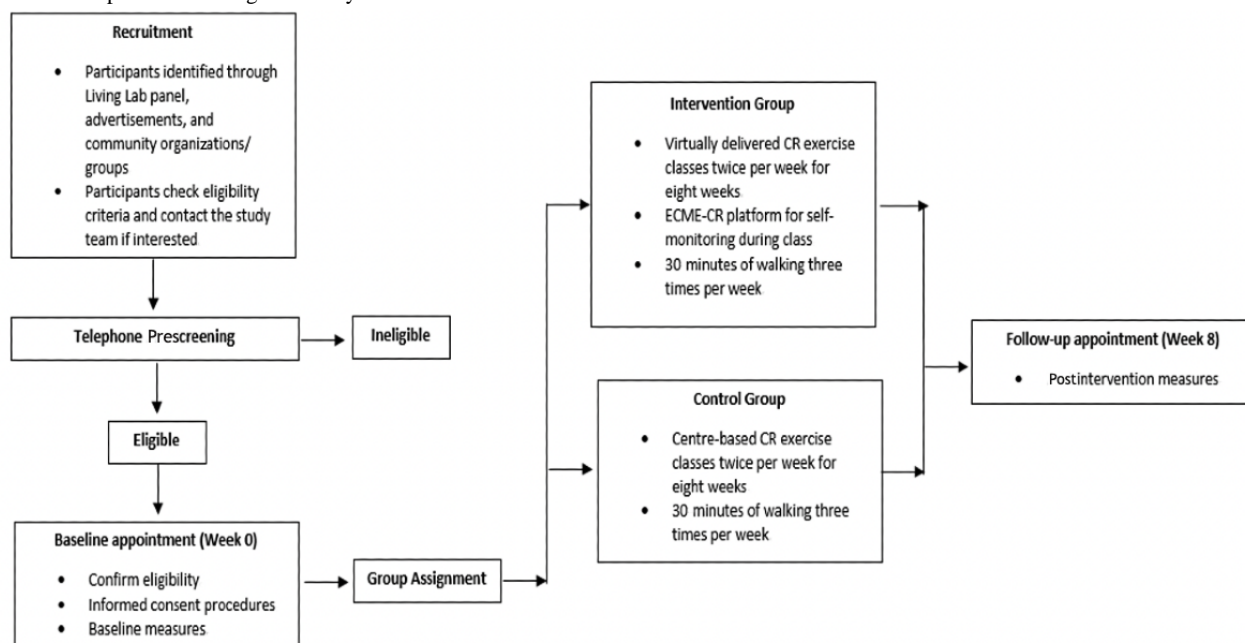 Recruitment
• Participants identified through
Living Lab panel,
advertisements, and
community organizations/
groups
• Participants check eligibility
criteria and contact the study
team if interested
Telephone Prescreening
Ineligible
Eligible
Baseline appointment (Week 0)
• Confirm eligibility
• Informed consent procedures
• Baseline measures
Group Assignment
Intervention Group
• Virtually delivered CR exercise
classes twice per week for
eight weeks
• ECME-CR platform for self-
monitoring during class
• 30 minutes of walking three
times per week
Control Group
• Centre-based CR exercise
classes twice per week for
eight weeks
• 30 minutes of walking three
times per week
Follow-up appointment (Week 8)
• Postintervention measures